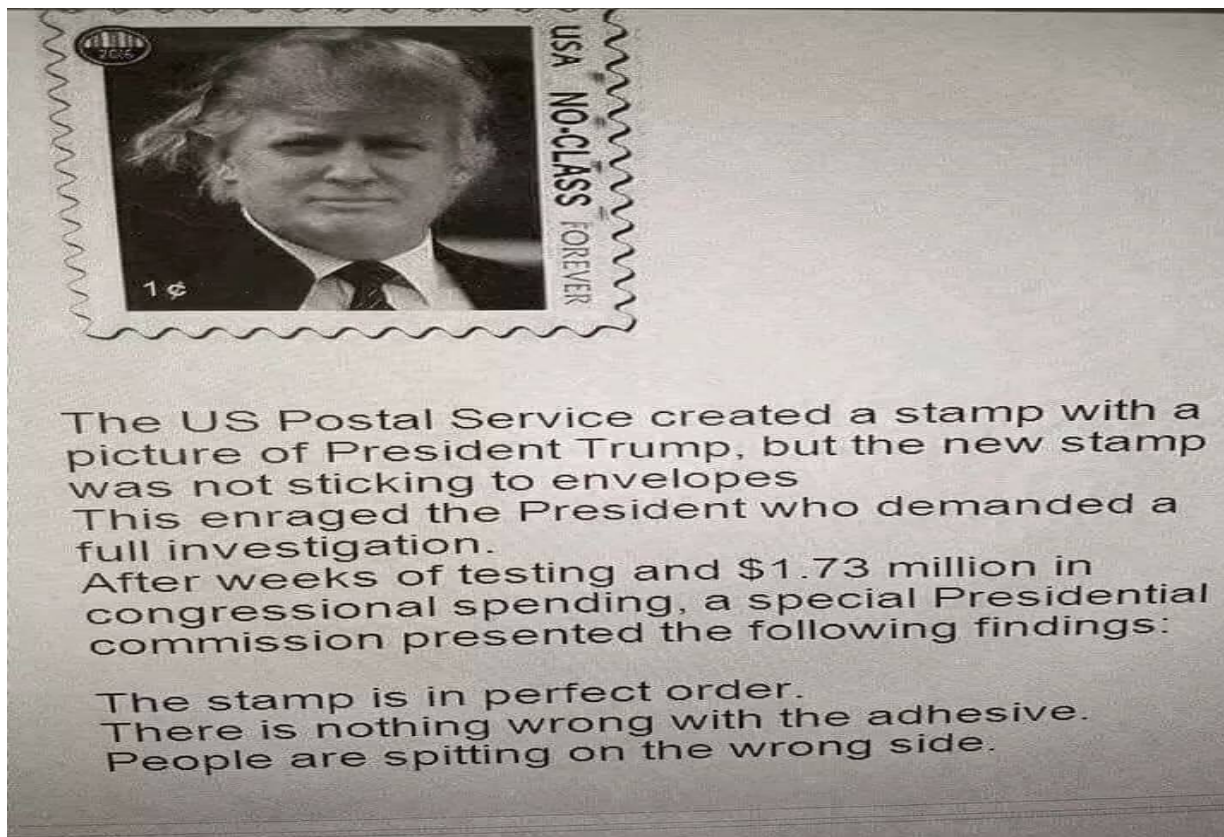 2016
USA NO-CLASS FOREVER
1 ¢
The US Postal Service created a stamp with a
picture of President Trump, but the new stamp
was not sticking to envelopes
This enraged the President who demanded a
full investigation.
After weeks of testing and $1.73 million in
congressional spending, a special Presidential
commission presented the following findings:
The stamp is in perfect order.
There is nothing wrong with the adhesive.
People are spitting on the wrong side.